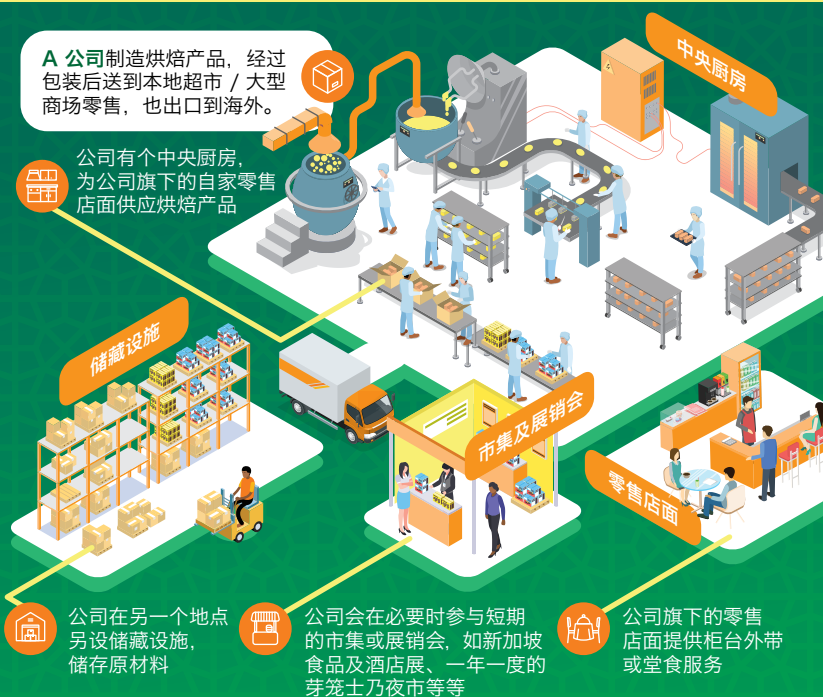 A 公司制造烘焙产品，经过
包装后送到本地超市 / 大型
商场零售，也出口到海外。
中央厨房
公司有个中央厨房，
为公司旗下的自家零售
店面供应烘焙产品
储藏设施
市集及展销会
零售店面
公司在另一个地点
另设储藏设施，
储存原材料
公司会在必要时参与短期
的市集或展销会，如新加坡
食品及酒店展、一年一度的
芽笼士乃夜市等等
公司旗下的零售
店面提供柜台外带
或堂食服务